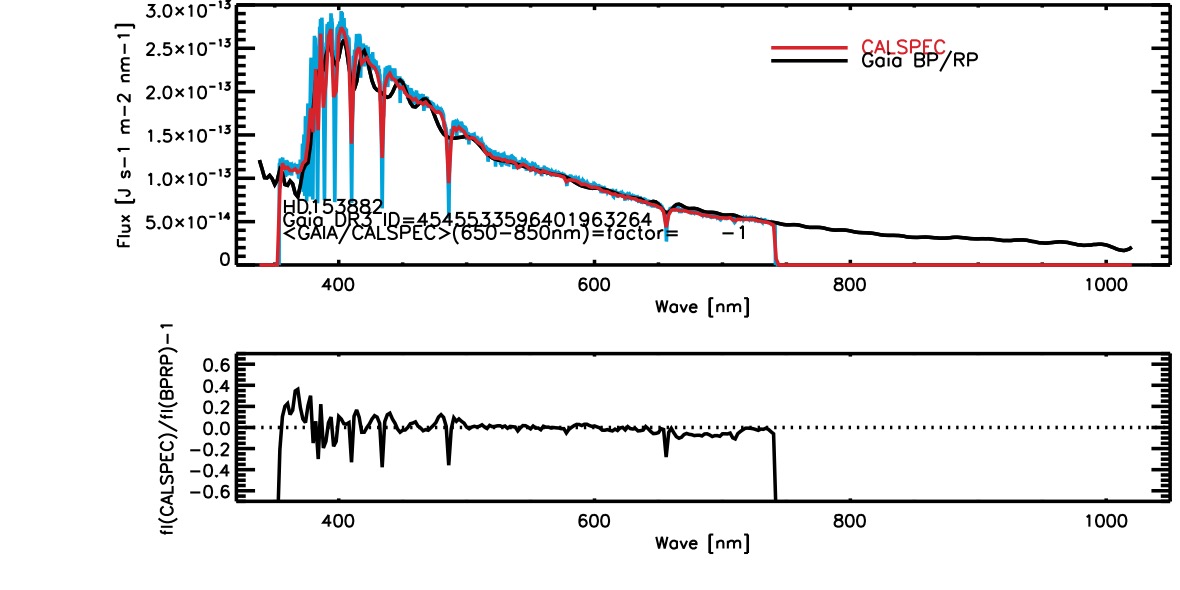 3.0×10−13
2.5×10−13
2.0×10−13
1.5×10−13
1.0×10−13
5.0×10−14
0
Flux [J s−1 m−2 nm−1]
CALSPEC
Gaia BP/RP
HD153882
Gaia DR3 ID=4545533596401963264
<GAIA/CALSPEC>(650−850nm)=factor= −1
400 600 800 1000
Wave [nm]
fl(CALSPEC)/fl(BPRP)−1
0.6
0.4
0.2
0.0
−0.2
−0.4
−0.6
400 600 800 1000
Wave [nm]